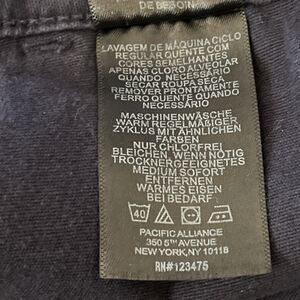 DE BESOIN
LAVAGEM DE MÁQUINA CICLO
REGULAR QUENTE COM
CORES SEMELHANTES
APENAS CLORO ALVOLAR
QUANDO NECESSÁRIO
SECAR ROUPA SECA
REMOVER PRONTAMENTE
FERRO QUENTE QUANDO
NECESSÁRIO
MASCHINENWÄSCHE
WARM REGELMÄßIGER
ZYKLUS MIT ÄHNLICHEN
FARBEN
NUR CHLORFREI
BLEICHEN, WENN NÖTIG
TROCKNERGEEIGNETES
MEDIUM SOFORT
ENTFERNEN
WARMES EISEN
BEI BEDARF
40
PACIFIC ALLIANCE
350 5TH AVENUE
NEW YORK, NY 10118
RN#123475